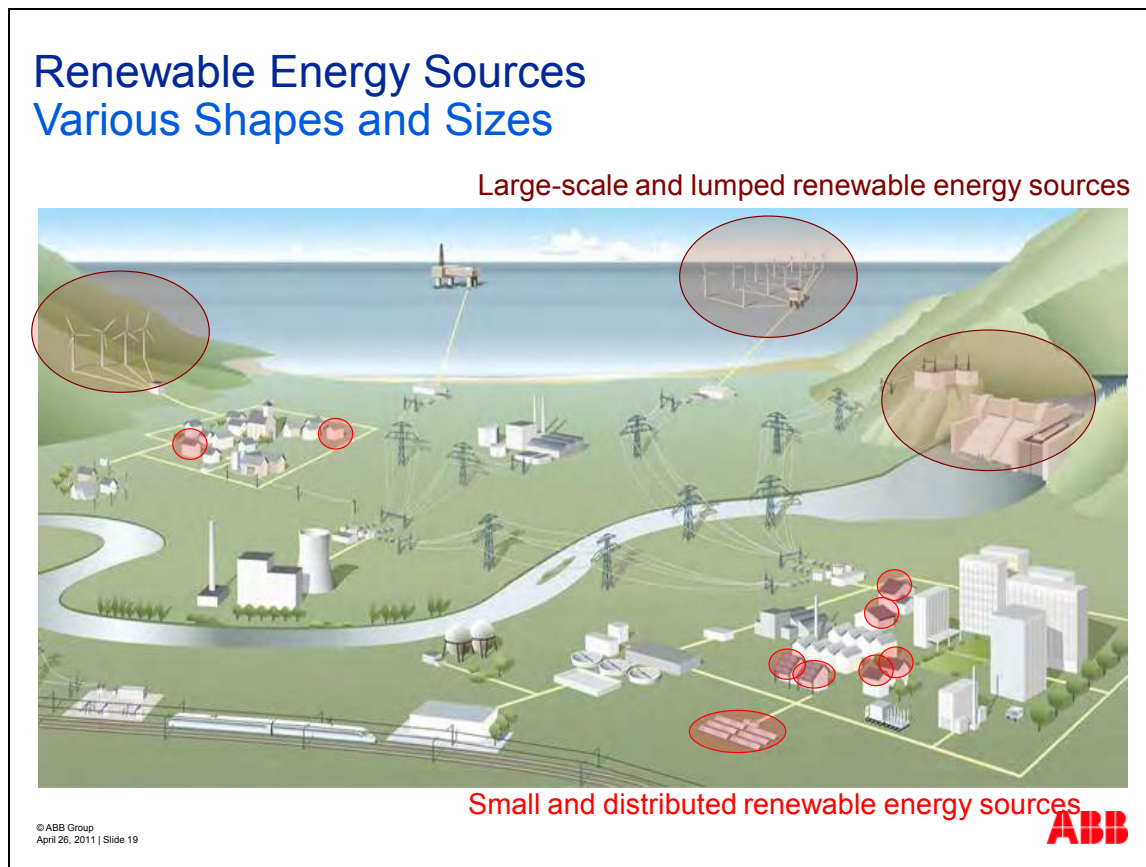 Renewable Energy Sources
Various Shapes and Sizes
Large-scale and lumped renewable energy sources
Small and distributed renewable energy sources
© ABB Group
April 26, 2011 | Slide 19
ABB